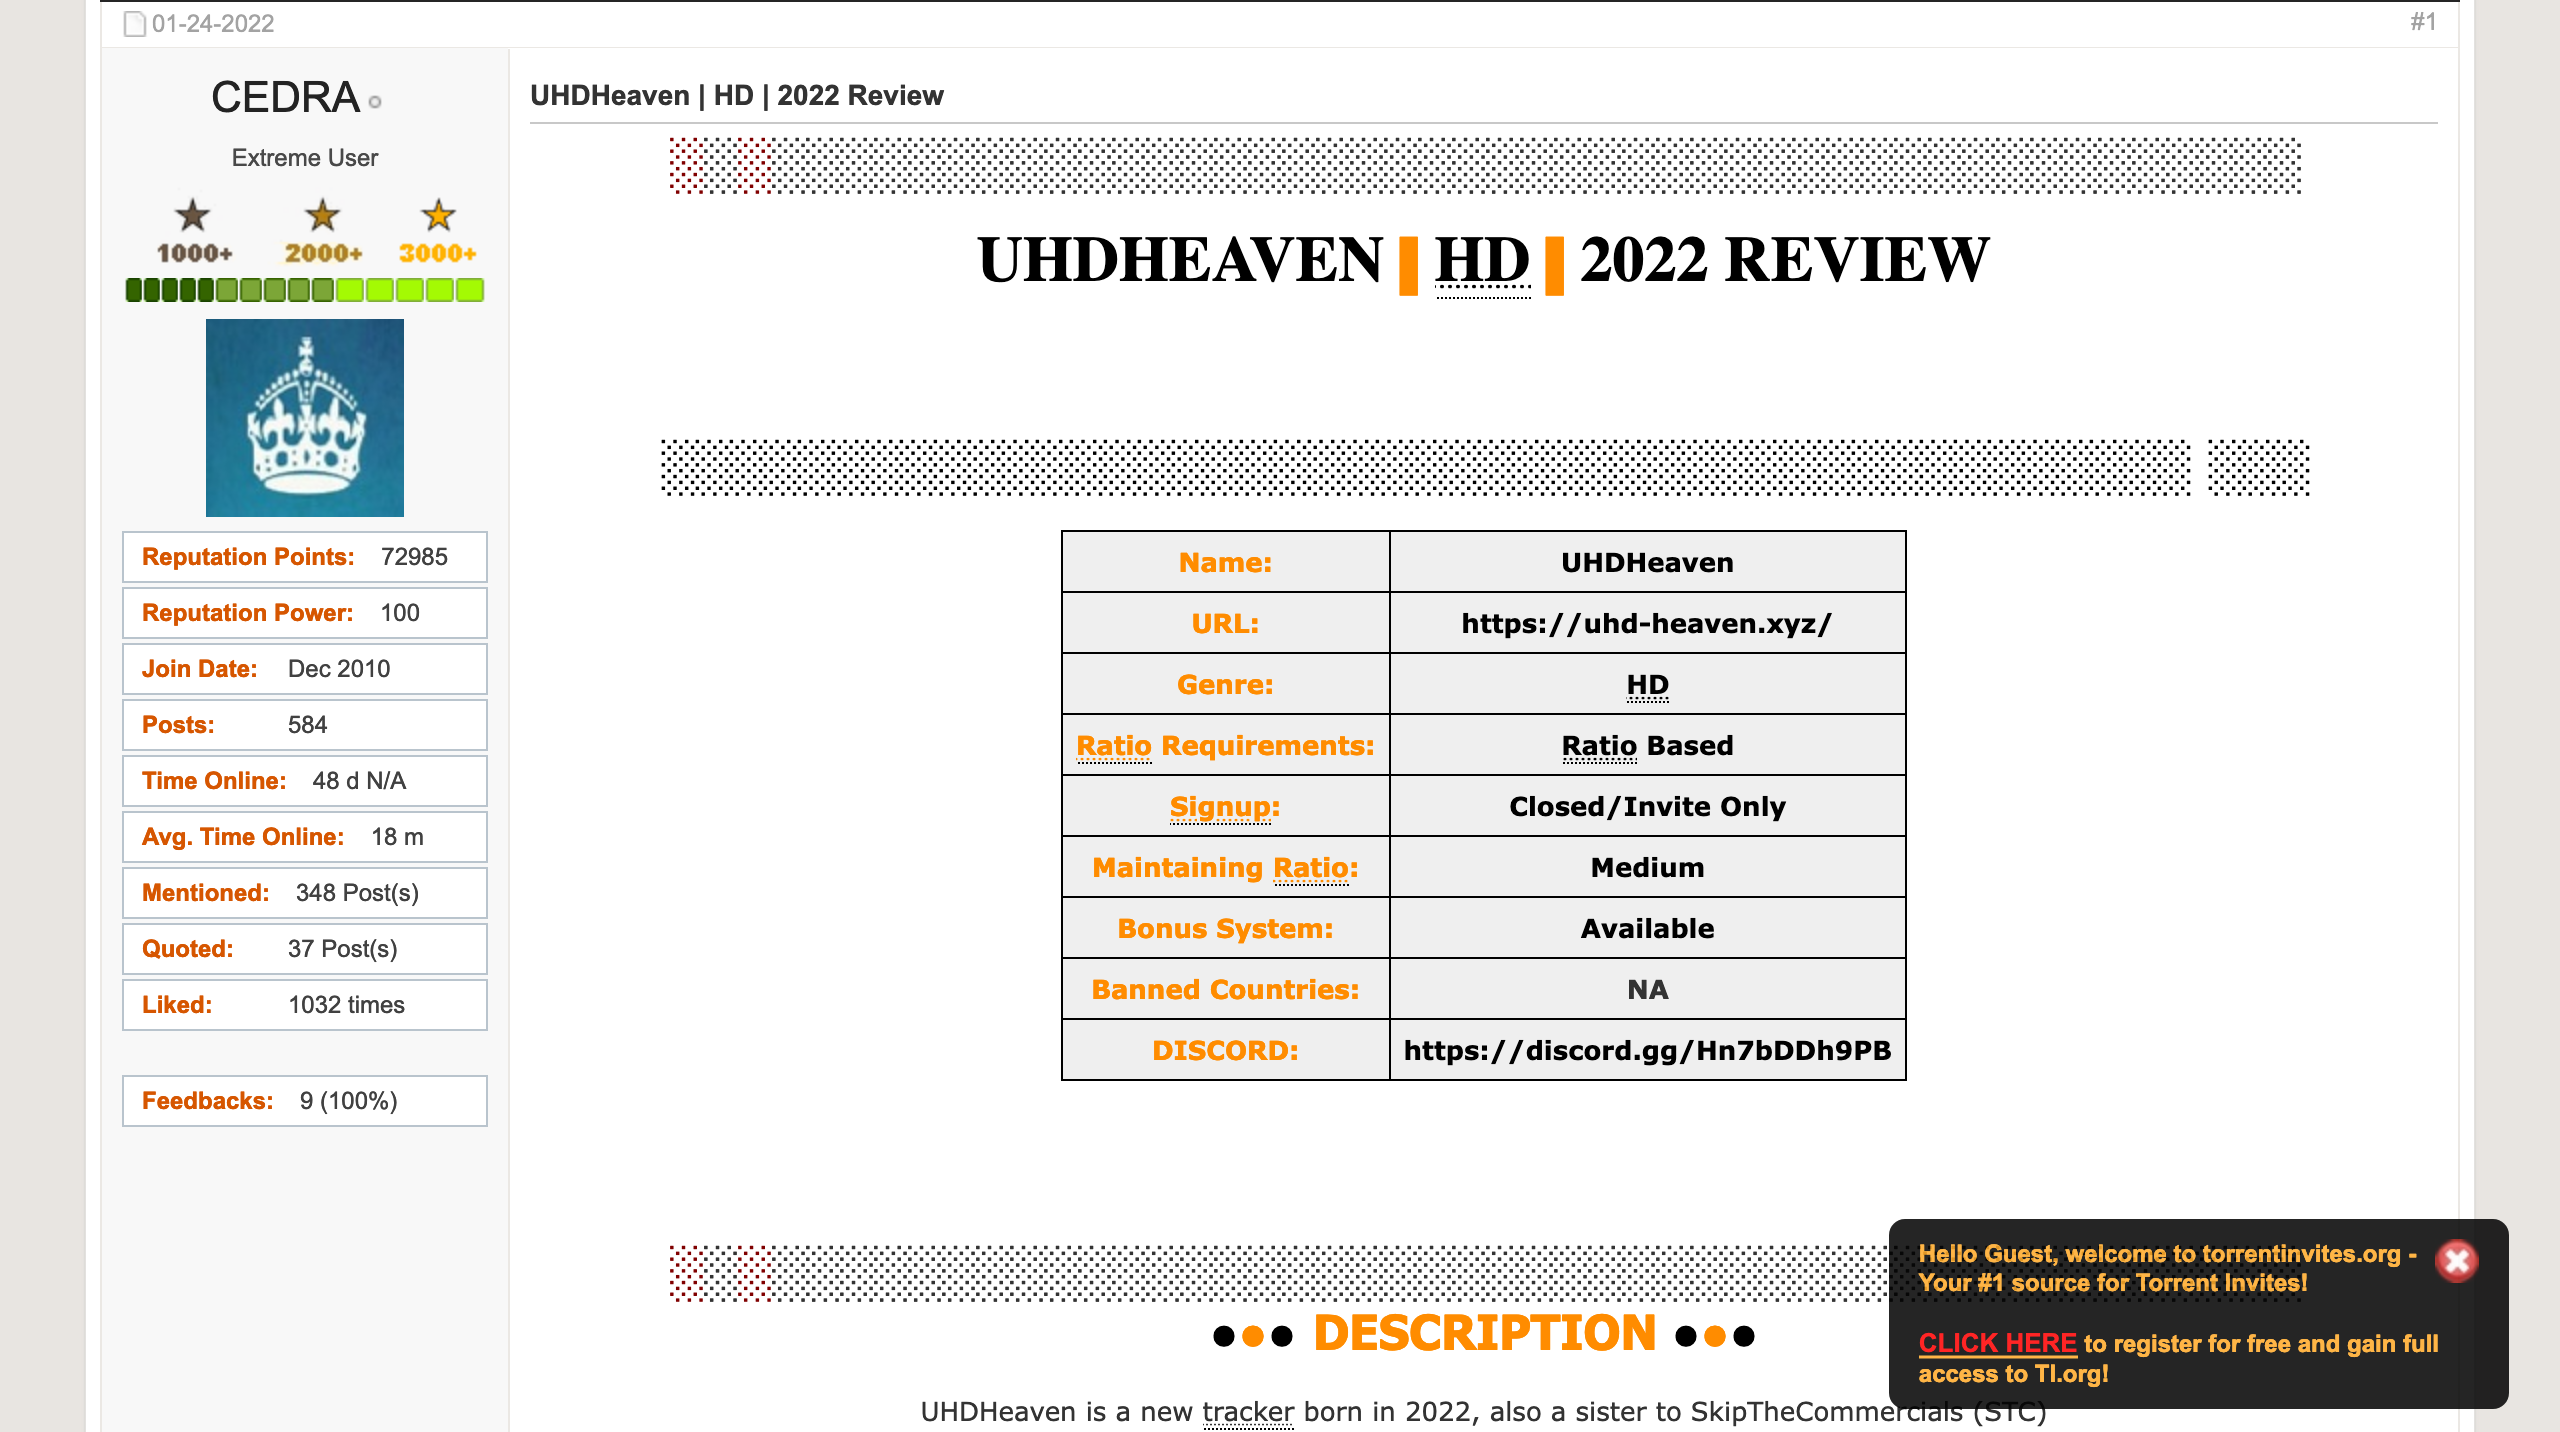 01-24-2022
#1
CEDRA
Extreme User
1000+ 2000+ 3000+
Reputation Points: 72985
Reputation Power: 100
Join Date: Dec 2010
Posts: 584
Time Online: 48 d N/A
Avg. Time Online: 18 m
Mentioned: 348 Post(s)
Quoted: 37 Post(s)
Liked: 1032 times
Feedbacks: 9 (100%)
UHDHeaven | HD | 2022 Review
UHDHEAVEN | HD | 2022 REVIEW
Name: UHDHeaven
URL: https://uhd-heaven.xyz/
Genre: HD
Ratio Requirements: Ratio Based
Signup: Closed/Invite Only
Maintaining Ratio: Medium
Bonus System: Available
Banned Countries: NA
DISCORD: https://discord.gg/Hn7bDDh9PB
●●● DESCRIPTION ●●●
UHDHeaven is a new tracker born in 2022, also a sister to SkipTheCommercials (STC)
Hello Guest, welcome to torrentinvites.org -
Your #1 source for Torrent Invites!
CLICK HERE to register for free and gain full
access to TI.org!